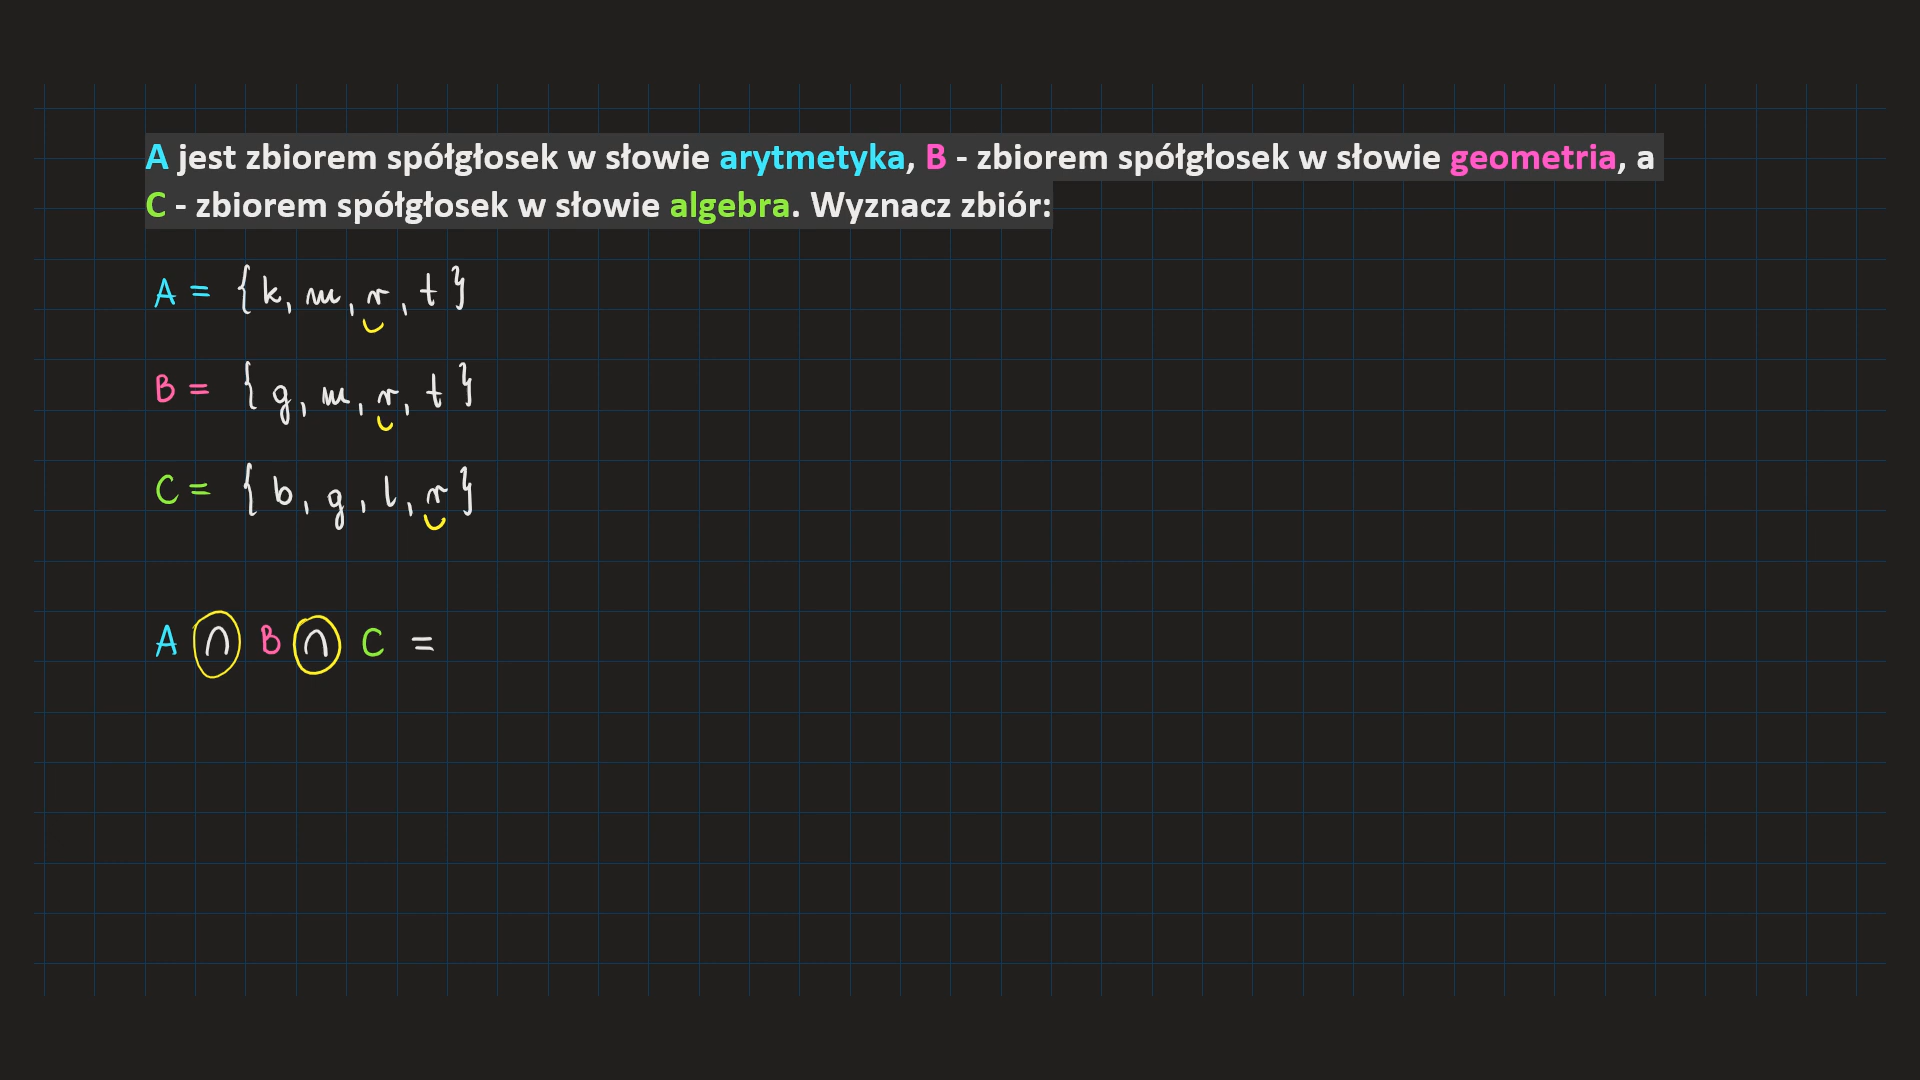 A jest zbiorem spółgłosek w słowie arytmetyka, B - zbiorem spółgłosek w słowie geometria, a
C - zbiorem spółgłosek w słowie algebra. Wyznacz zbiór:
A = {k, m, r, t}
B = {g, m, r, t}
C = {b, g, l, r}
A ∩ B ∩ C =